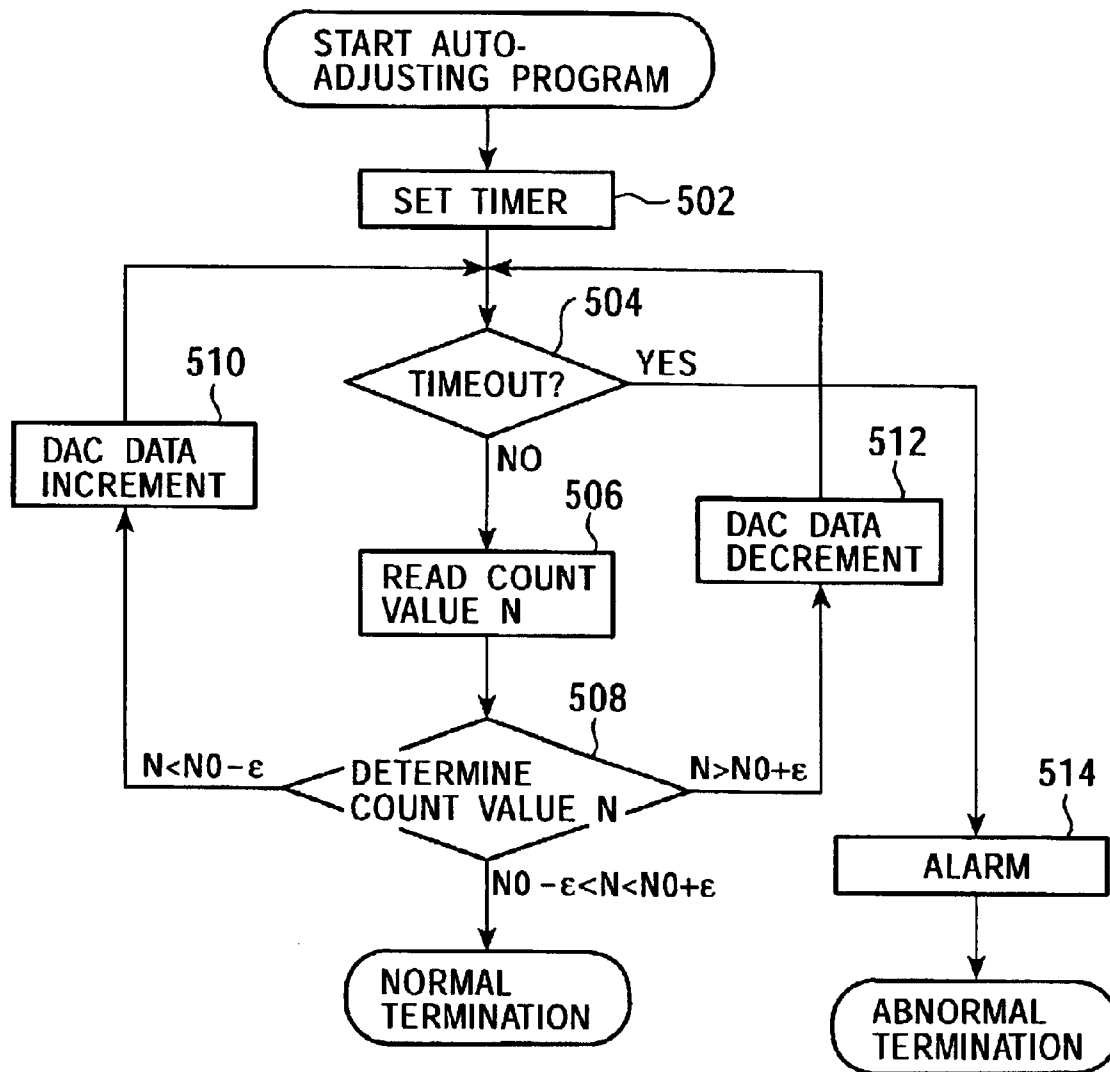 START AUTO-
ADJUSTING PROGRAM
SET TIMER
502
504
TIMEOUT?
YES
NO
510
DAC DATA
INCREMENT
512
DAC DATA
DECREMENT
506
READ COUNT
VALUE N
508
DETERMINE
COUNT VALUE N
N<N0-ε
N>N0+ε
N0-ε<N<N0+ε
514
ALARM
NORMAL
TERMINATION
ABNORMAL
TERMINATION